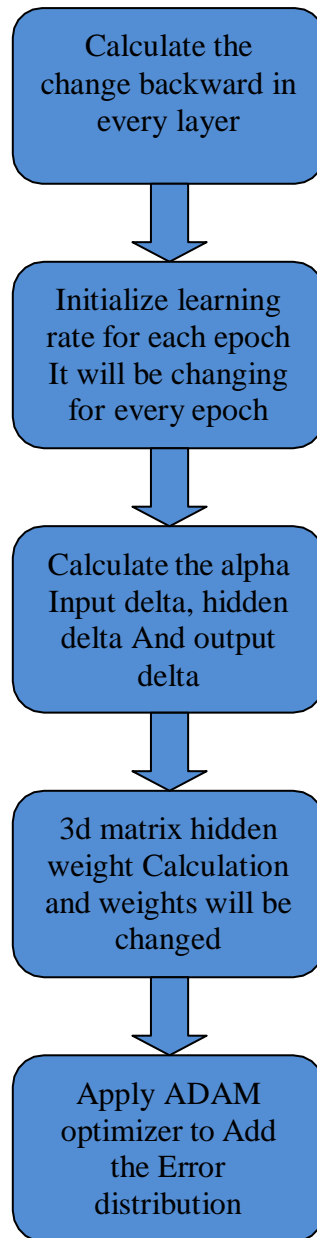 Calculate the
change backward in
every layer
Initialize learning
rate for each epoch
It will be changing
for every epoch
Calculate the alpha
Input delta, hidden
delta And output
delta
3d matrix hidden
weight Calculation
and weights will be
changed
Apply ADAM
optimizer to Add
the Error
distribution